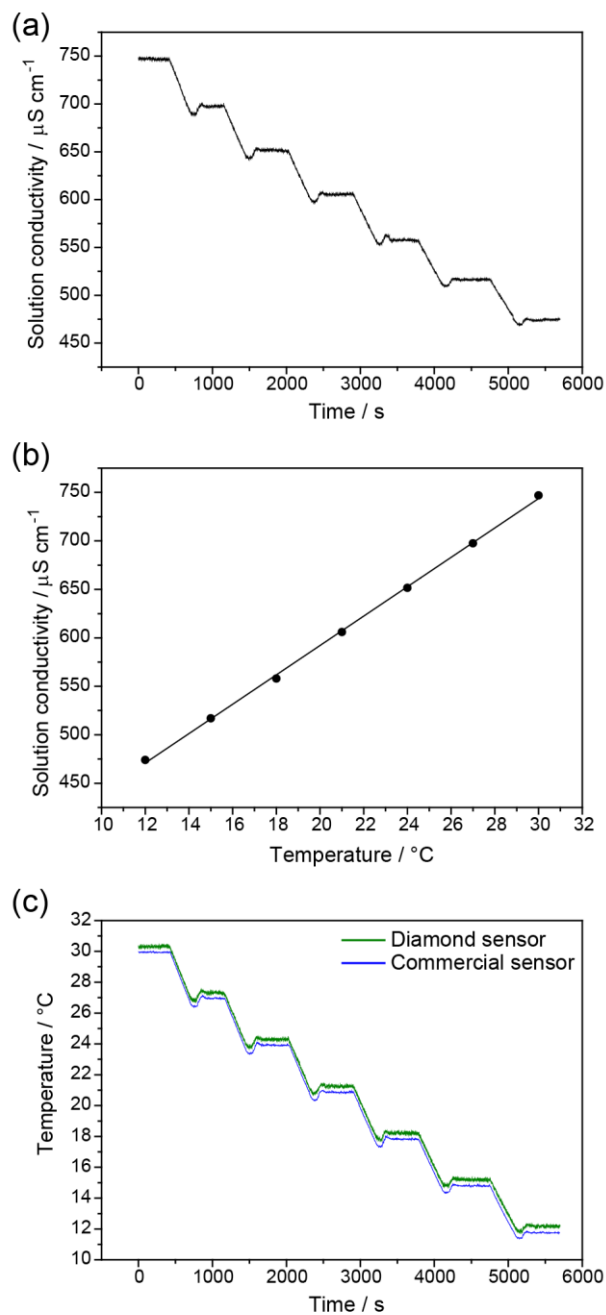 (a)
Solution conductivity / μS cm⁻¹
750
700
650
600
550
500
450
0 1000 2000 3000 4000 5000 6000
Time / s
(b)
Solution conductivity / μS cm⁻¹
750
700
650
600
550
500
450
10 12 14 16 18 20 22 24 26 28 30 32
Temperature / °C
(c)
Temperature / °C
32
30
28
26
24
22
20
18
16
14
12
10
Diamond sensor
Commercial sensor
0 1000 2000 3000 4000 5000 6000
Time / s